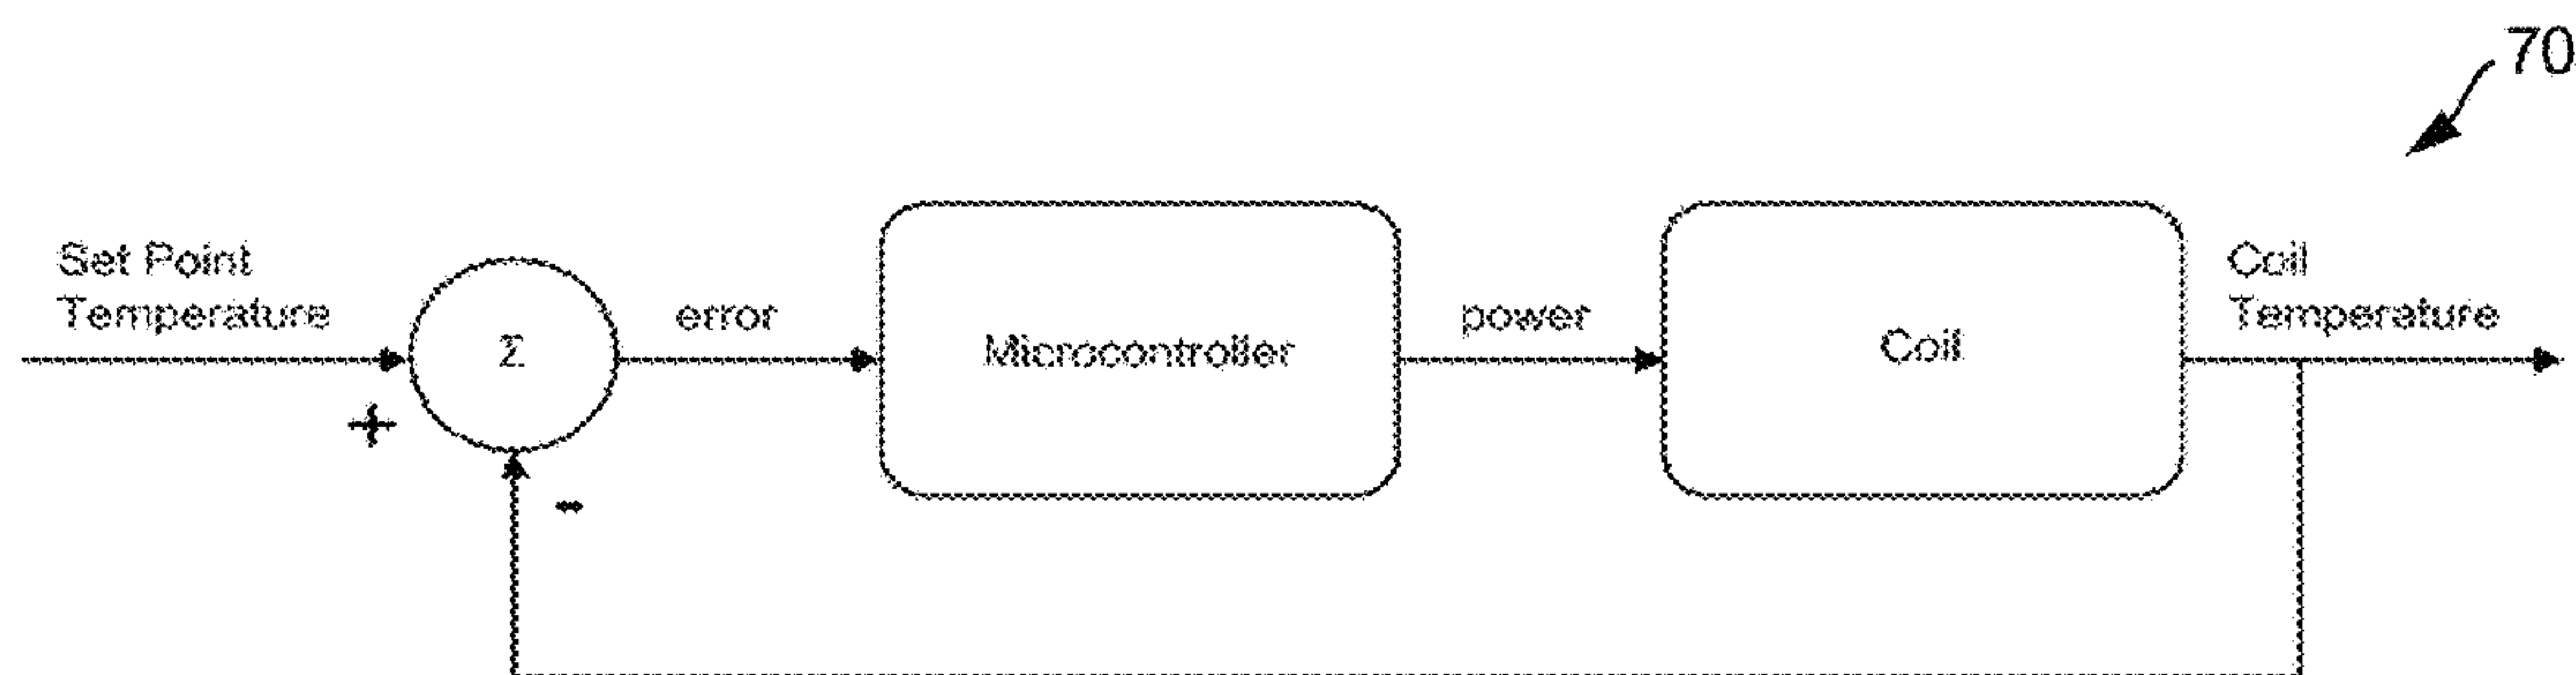 70
Set Point
Temperature
+
Σ
-
error
Microcontroller
power
Coil
Coil
Temperature